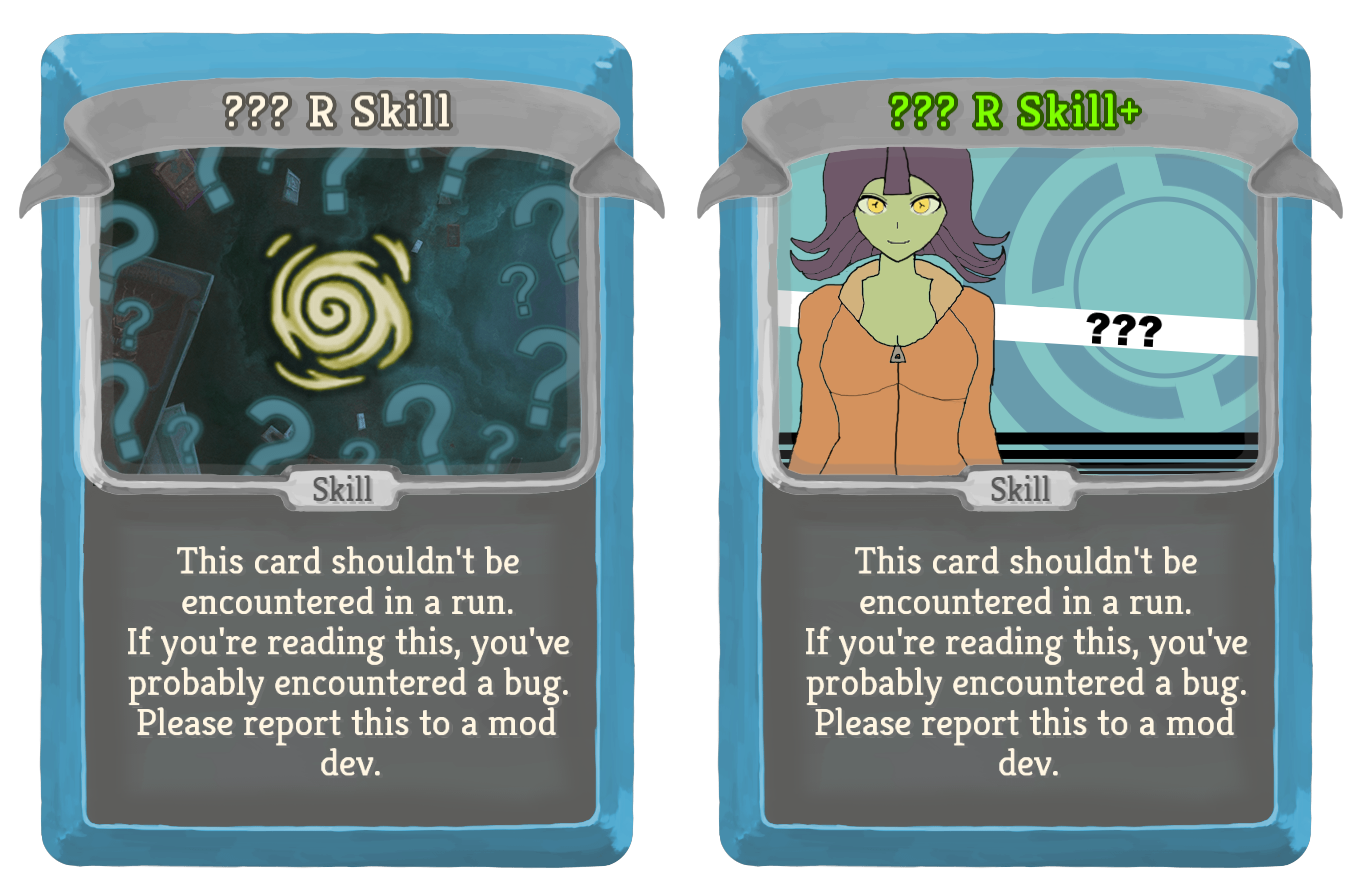 ??? R Skill
Skill
This card shouldn't be
encountered in a run.
If you're reading this, you've
probably encountered a bug.
Please report this to a mod
dev.
??? R Skill+
???
Skill
This card shouldn't be
encountered in a run.
If you're reading this, you've
probably encountered a bug.
Please report this to a mod
dev.